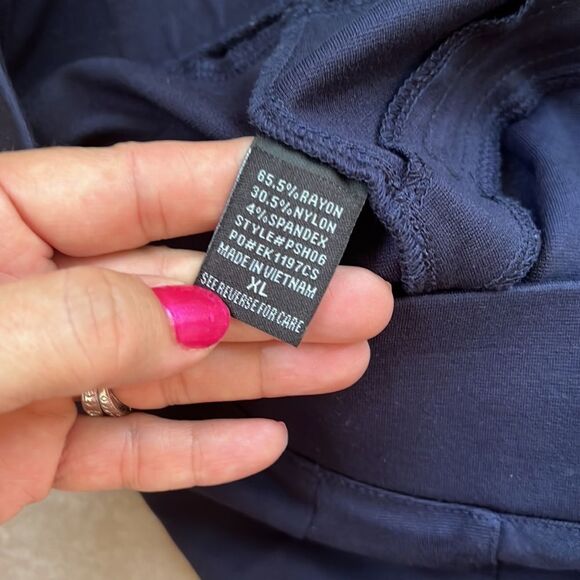 65.5%RAYON
30.5%NYLON
4%SPANDEX
STYLE#PSH06
PO#EK1197CS
MADE IN VIETNAM
XL
SEE REVERSE FOR CARE